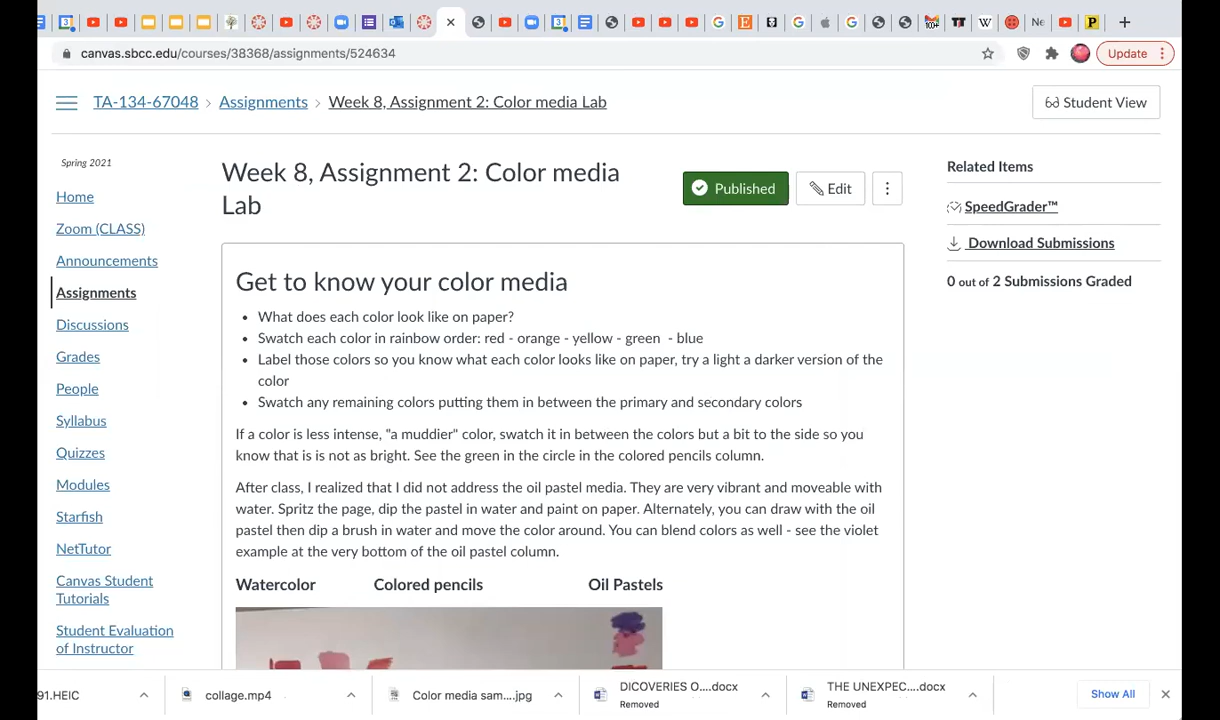 canvas.sbcc.edu/courses/38368/assignments/524634
Update
TA-134-67048 › Assignments › Week 8, Assignment 2: Color media Lab
Student View
Spring 2021
Home
Zoom (CLASS)
Announcements
Assignments
Discussions
Grades
People
Syllabus
Quizzes
Modules
Starfish
NetTutor
Canvas Student
Tutorials
Student Evaluation
of Instructor
Week 8, Assignment 2: Color media
Lab
Published
Edit
Get to know your color media
• What does each color look like on paper?
• Swatch each color in rainbow order: red - orange - yellow - green  - blue
• Label those colors so you know what each color looks like on paper, try a light a darker version of the
color
• Swatch any remaining colors putting them in between the primary and secondary colors
If a color is less intense, "a muddier" color, swatch it in between the colors but a bit to the side so you
know that is is not as bright. See the green in the circle in the colored pencils column.
After class, I realized that I did not address the oil pastel media. They are very vibrant and moveable with
water. Spritz the page, dip the pastel in water and paint on paper. Alternately, you can draw with the oil
pastel then dip a brush in water and move the color around. You can blend colors as well - see the violet
example at the very bottom of the oil pastel column.
Watercolor Colored pencils Oil Pastels
Related Items
SpeedGrader™
Download Submissions
0 out of 2 Submissions Graded
91.HEIC
collage.mp4
Color media sam....jpg
DICOVERIES O....docx
Removed
THE UNEXPEC....docx
Removed
Show All